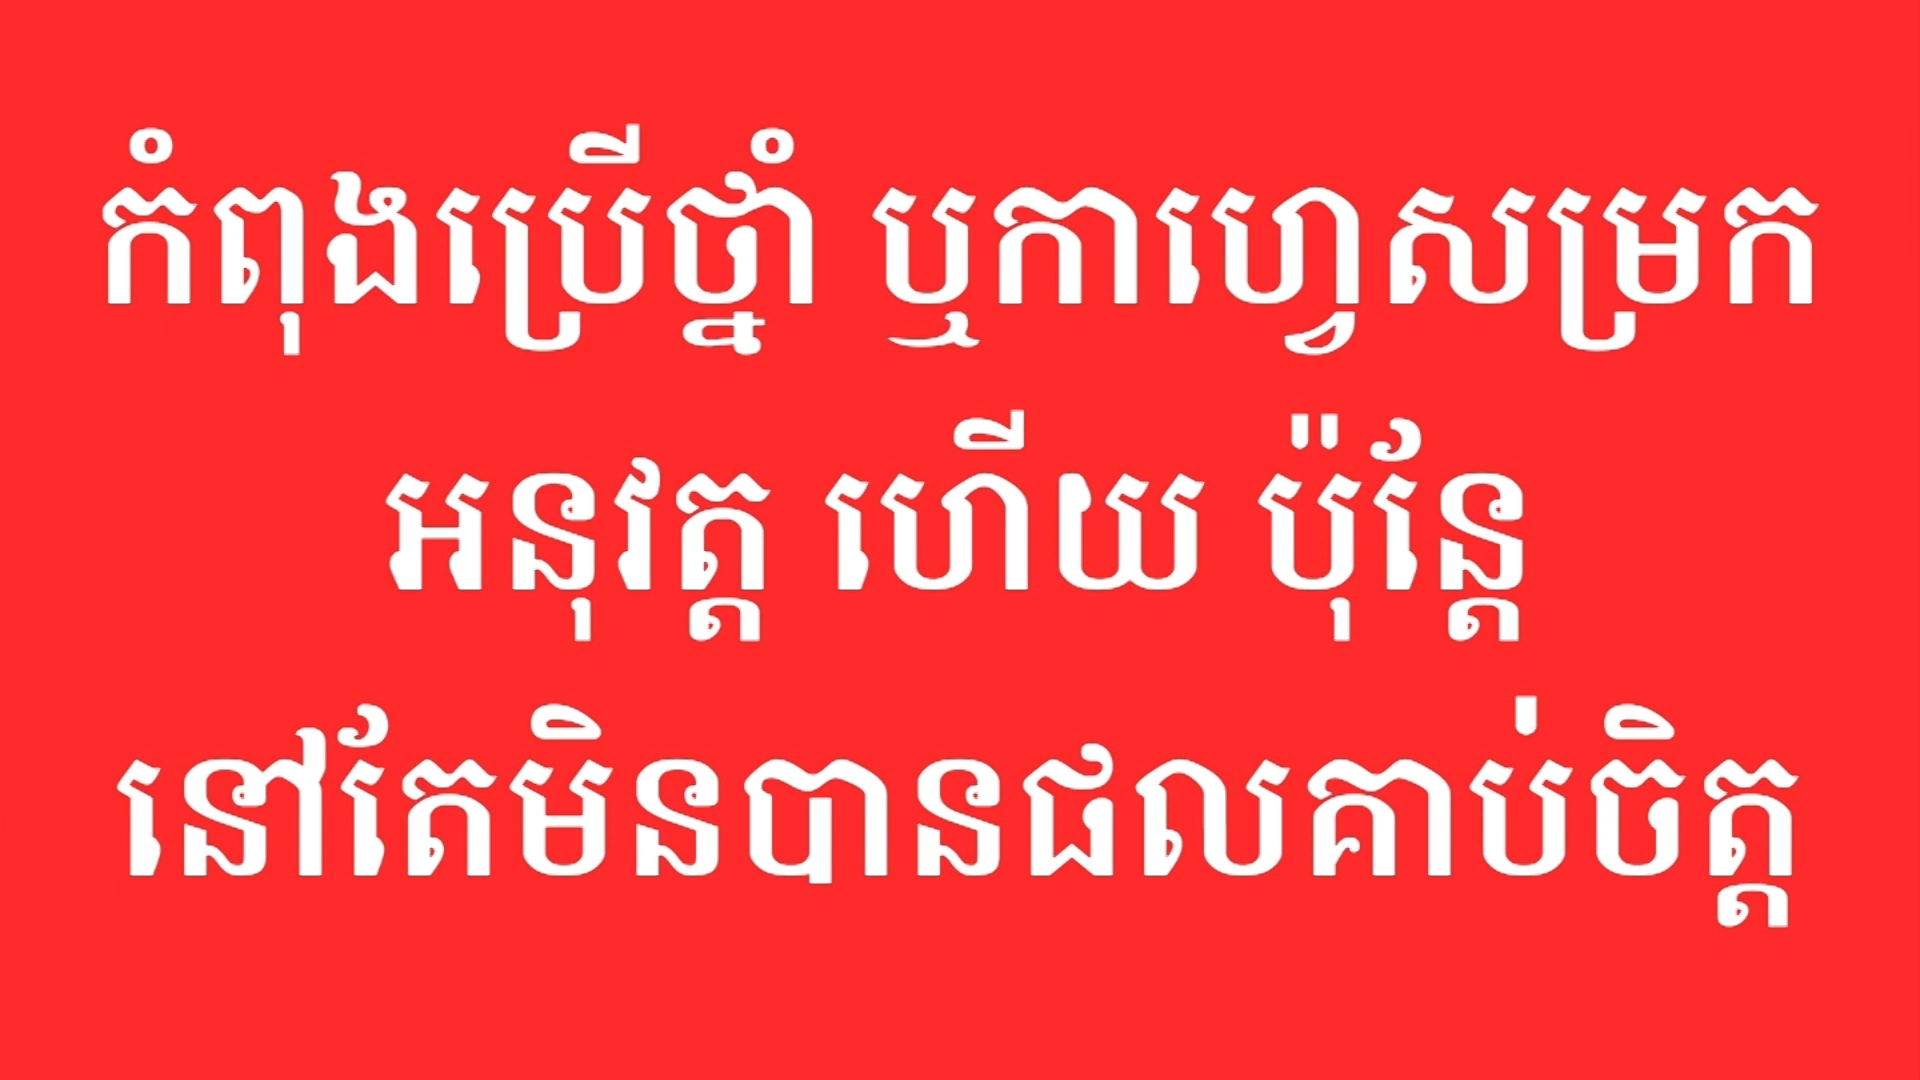 កំពុងប្រើថ្នាំ ឬកាហ្វេសម្រក
អនុវត្ត ហើយ ប៉ុន្តែ
នៅតែមិនបានផលគាប់ចិត្ត